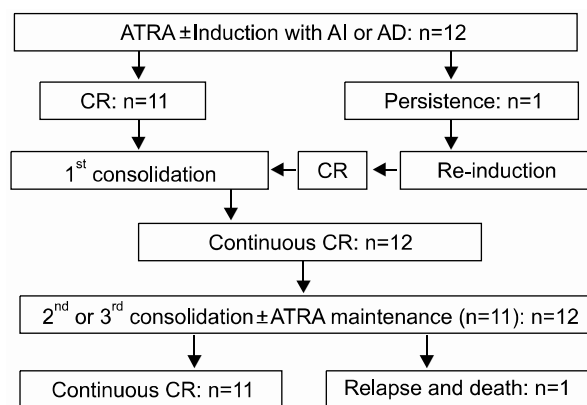 ATRA ±Induction with AI or AD: n=12
CR: n=11
Persistence: n=1
1st consolidation
CR
Re-induction
Continuous CR: n=12
2nd or 3rd consolidation±ATRA maintenance (n=11): n=12
Continuous CR: n=11
Relapse and death: n=1